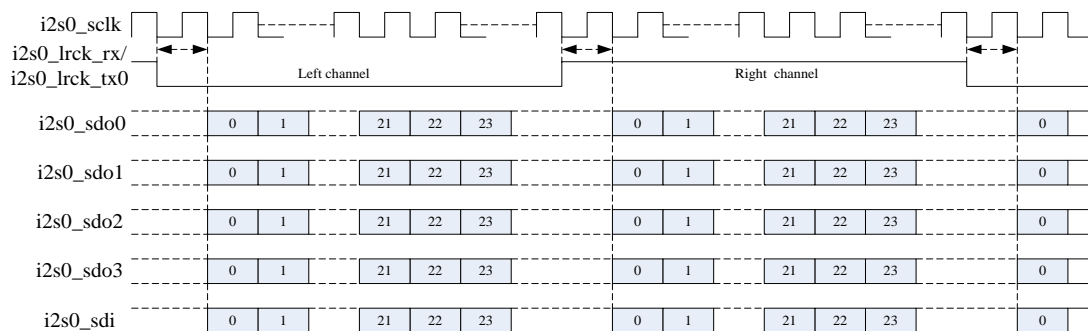 i2s0_sclk
i2s0_lrck_rx/
i2s0_lrck_tx0
Left channel
Right channel
i2s0_sdo0
0 1 21 22 23 0 1 21 22 23 0
i2s0_sdo1
0 1 21 22 23 0 1 21 22 23 0
i2s0_sdo2
0 1 21 22 23 0 1 21 22 23 0
i2s0_sdo3
0 1 21 22 23 0 1 21 22 23 0
i2s0_sdi
0 1 21 22 23 0 1 21 22 23 0